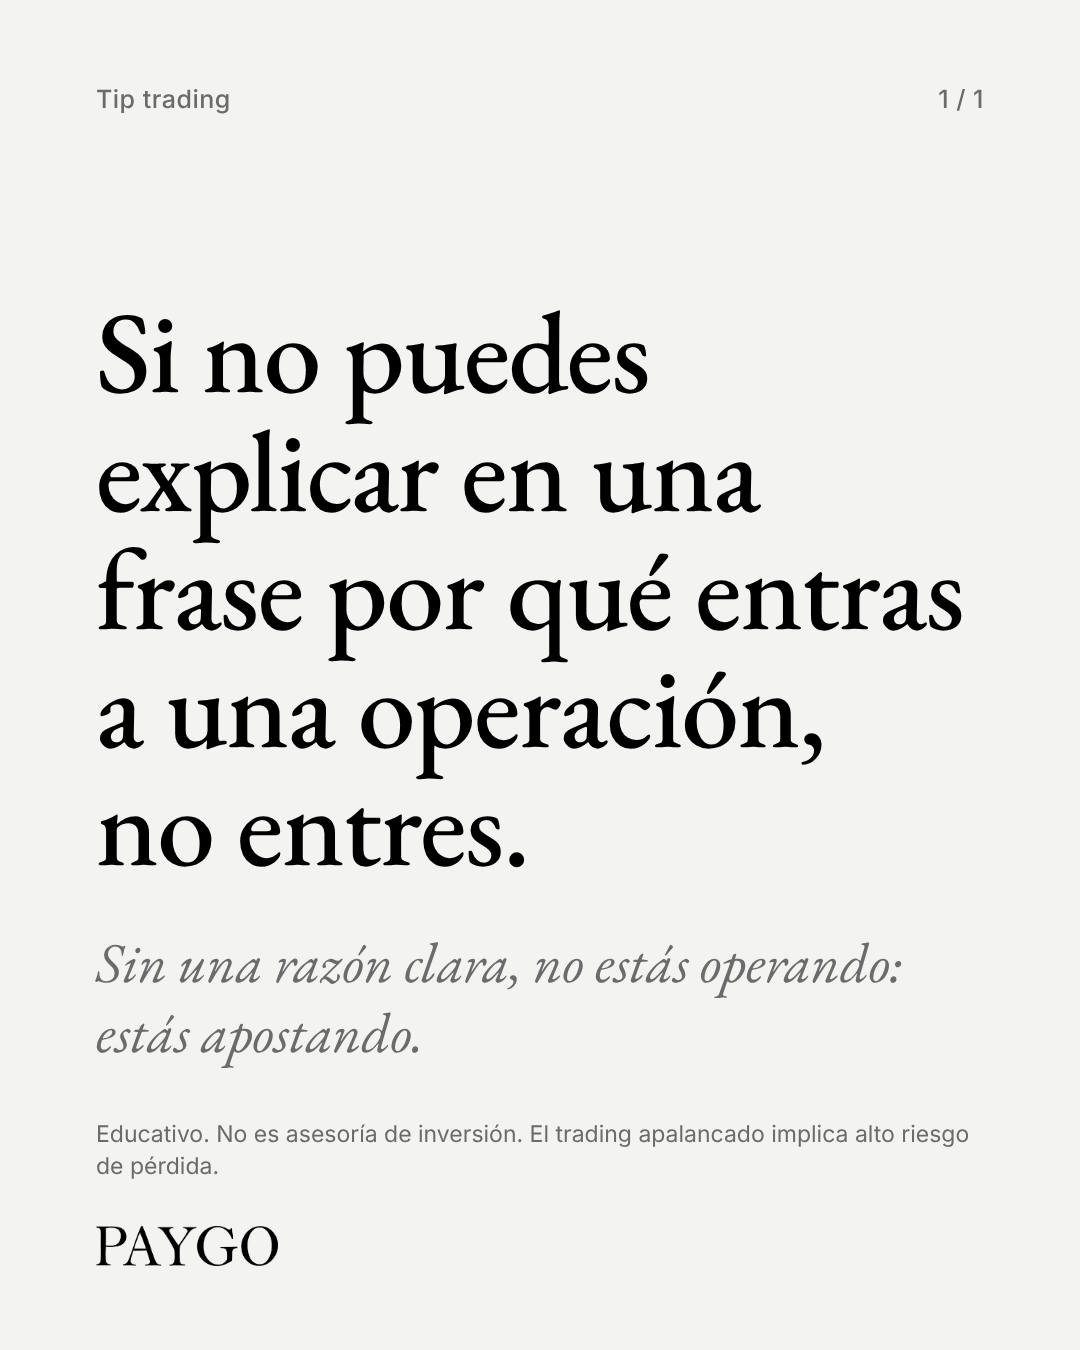 Tip trading
1 / 1
Si no puedes
explicar en una
frase por qué entras
a una operación,
no entres.
Sin una razón clara, no estás operando:
estás apostando.
Educativo. No es asesoría de inversión. El trading apalancado implica alto riesgo
de pérdida.
PAYGO